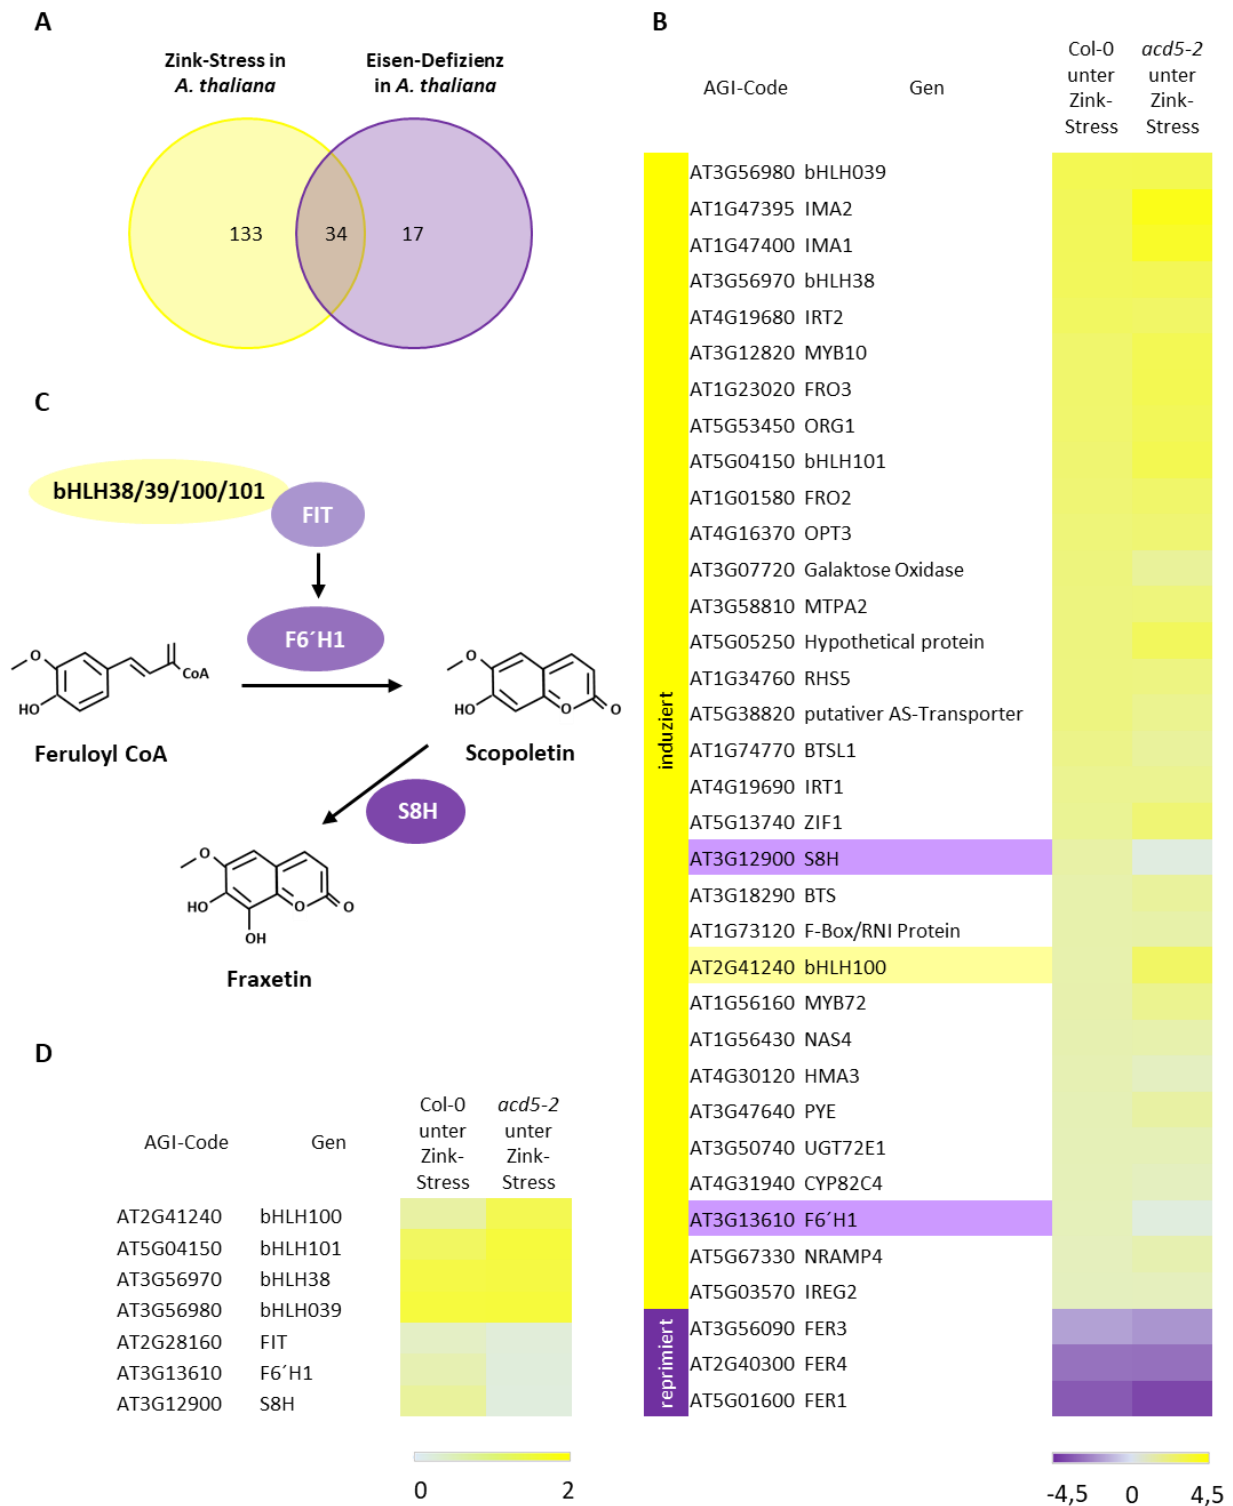 A
Zink-Stress in
A. thaliana
Eisen-Defizienz
in A. thaliana
133
34
17
B
AGI-Code
Gen
Col-0
unter
Zink-
Stress
acd5-2
unter
Zink-
Stress
induziert
AT3G56980 bHLH039
AT1G47395 IMA2
AT1G47400 IMA1
AT3G56970 bHLH38
AT4G19680 IRT2
AT3G12820 MYB10
AT1G23020 FRO3
AT5G53450 ORG1
AT5G04150 bHLH101
AT1G01580 FRO2
AT4G16370 OPT3
AT3G07720 Galaktose Oxidase
AT3G58810 MTPA2
AT5G05250 Hypothetical protein
AT1G34760 RHS5
AT5G38820 putativer AS-Transporter
AT1G74770 BTSL1
AT4G19690 IRT1
AT5G13740 ZIF1
AT3G12900 S8H
AT3G18290 BTS
AT1G73120 F-Box/RNI Protein
AT2G41240 bHLH100
AT1G56160 MYB72
AT1G56430 NAS4
AT4G30120 HMA3
AT3G47640 PYE
AT3G50740 UGT72E1
AT4G31940 CYP82C4
AT3G13610 F6´H1
AT5G67330 NRAMP4
AT5G03570 IREG2
reprimiert
AT3G56090 FER3
AT2G40300 FER4
AT5G01600 FER1
-4,5 0 4,5
C
bHLH38/39/100/101
FIT
F6´H1
O
HO
CoA
Feruloyl CoA
O
HO
O
O
Scopoletin
S8H
O
HO
OH
O
O
Fraxetin
D
AGI-Code
Gen
Col-0
unter
Zink-
Stress
acd5-2
unter
Zink-
Stress
AT2G41240 bHLH100
AT5G04150 bHLH101
AT3G56970 bHLH38
AT3G56980 bHLH039
AT2G28160 FIT
AT3G13610 F6´H1
AT3G12900 S8H
0 2